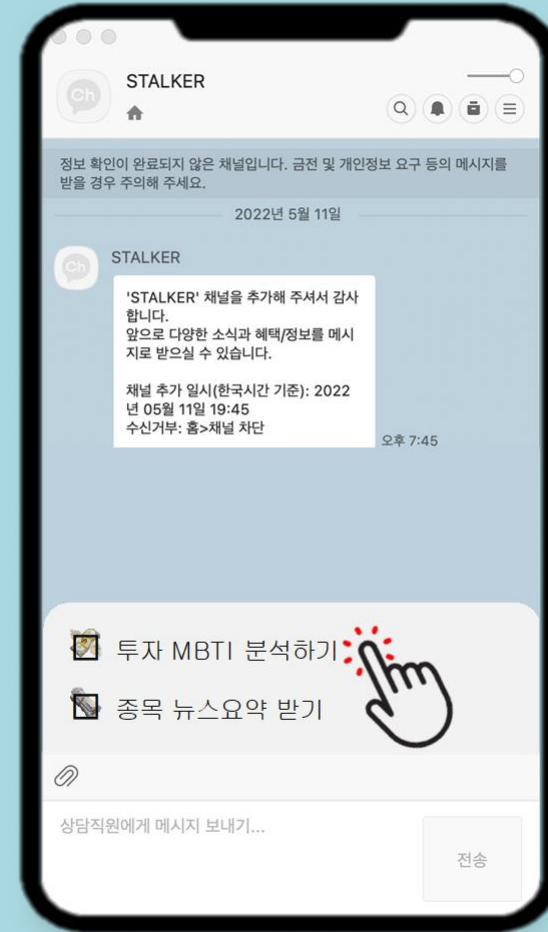 STALKER
Ch
정보 확인이 완료되지 않은 채널입니다. 금전 및 개인정보 요구 등의 메시지를
받을 경우 주의해 주세요.
2022년 5월 11일
Ch
STALKER
'STALKER' 채널을 추가해 주셔서 감사
합니다.
앞으로 다양한 소식과 혜택/정보를 메시
지로 받으실 수 있습니다.
채널 추가 일시(한국시간 기준): 2022
년 05월 11일 19:45
수신거부: 홈>채널 차단
오후 7:45
투자 MBTI 분석하기
종목 뉴스요약 받기
상담직원에게 메시지 보내기...
전송